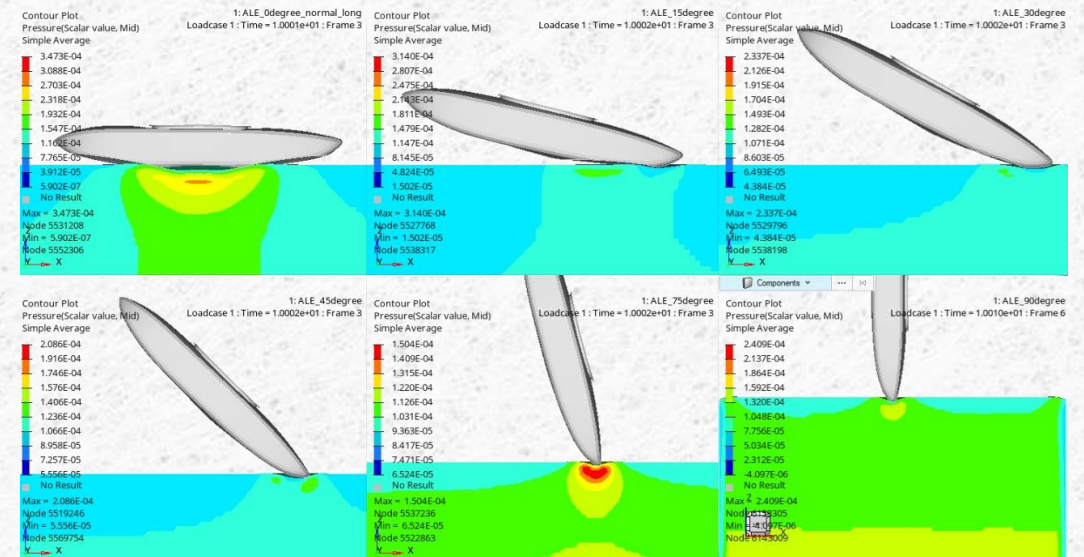 Contour Plot
Pressure(Scalar value, Mid)
Simple Average
1: ALE_0degree_normal_long
Loadcase 1 : Time = 1.0001e+01 : Frame 3
3.473E-04
3.088E-04
2.703E-04
2.318E-04
1.932E-04
1.547E-04
1.162E-04
7.765E-05
3.912E-05
5.902E-07
No Result
Max = 3.473E-04
Node 5531208
Min = 5.902E-07
Node 5552306
Z
Y X
Contour Plot
Pressure(Scalar value, Mid)
Simple Average
1: ALE_15degree
Loadcase 1 : Time = 1.0002e+01 : Frame 3
3.140E-04
2.807E-04
2.475E-04
2.143E-04
1.811E-04
1.479E-04
1.147E-04
8.145E-05
4.824E-05
1.502E-05
No Result
Max = 3.140E-04
Node 5527768
Min = 1.502E-05
Node 5538317
Y X
Contour Plot
Pressure(Scalar value, Mid)
Simple Average
1: ALE_30degree
Loadcase 1 : Time = 1.0002e+01 : Frame 3
2.337E-04
2.126E-04
1.915E-04
1.704E-04
1.493E-04
1.282E-04
1.071E-04
8.603E-05
6.493E-05
4.384E-05
No Result
Max = 2.337E-04
Node 5529796
Min = 4.384E-05
Node 5538198
Y X
Contour Plot
Pressure(Scalar value, Mid)
Simple Average
1: ALE_45degree
Loadcase 1 : Time = 1.0002e+01 : Frame 3
2.086E-04
1.916E-04
1.746E-04
1.576E-04
1.406E-04
1.236E-04
1.066E-04
8.958E-05
7.257E-05
5.556E-05
No Result
Max = 2.086E-04
Node 5519246
Min = 5.556E-05
Node 5569754
Y X
Contour Plot
Pressure(Scalar value, Mid)
Simple Average
1: ALE_75degree
Loadcase 1 : Time = 1.0002e+01 : Frame 3
1.504E-04
1.409E-04
1.315E-04
1.220E-04
1.126E-04
1.031E-04
9.363E-05
8.417E-05
7.471E-05
6.524E-05
No Result
Max = 1.504E-04
Node 5537236
Min = 6.524E-05
Node 5522863
Y X
Components
Contour Plot
Pressure(Scalar value, Mid)
Simple Average
1: ALE_90degree
Loadcase 1 : Time = 1.0010e+01 : Frame 6
2.409E-04
2.137E-04
1.864E-04
1.592E-04
1.320E-04
1.048E-04
7.756E-05
5.034E-05
2.312E-05
-4.097E-06
No Result
Max = 2.409E-04
Z
Min = -4.097E-06
Node 6143009